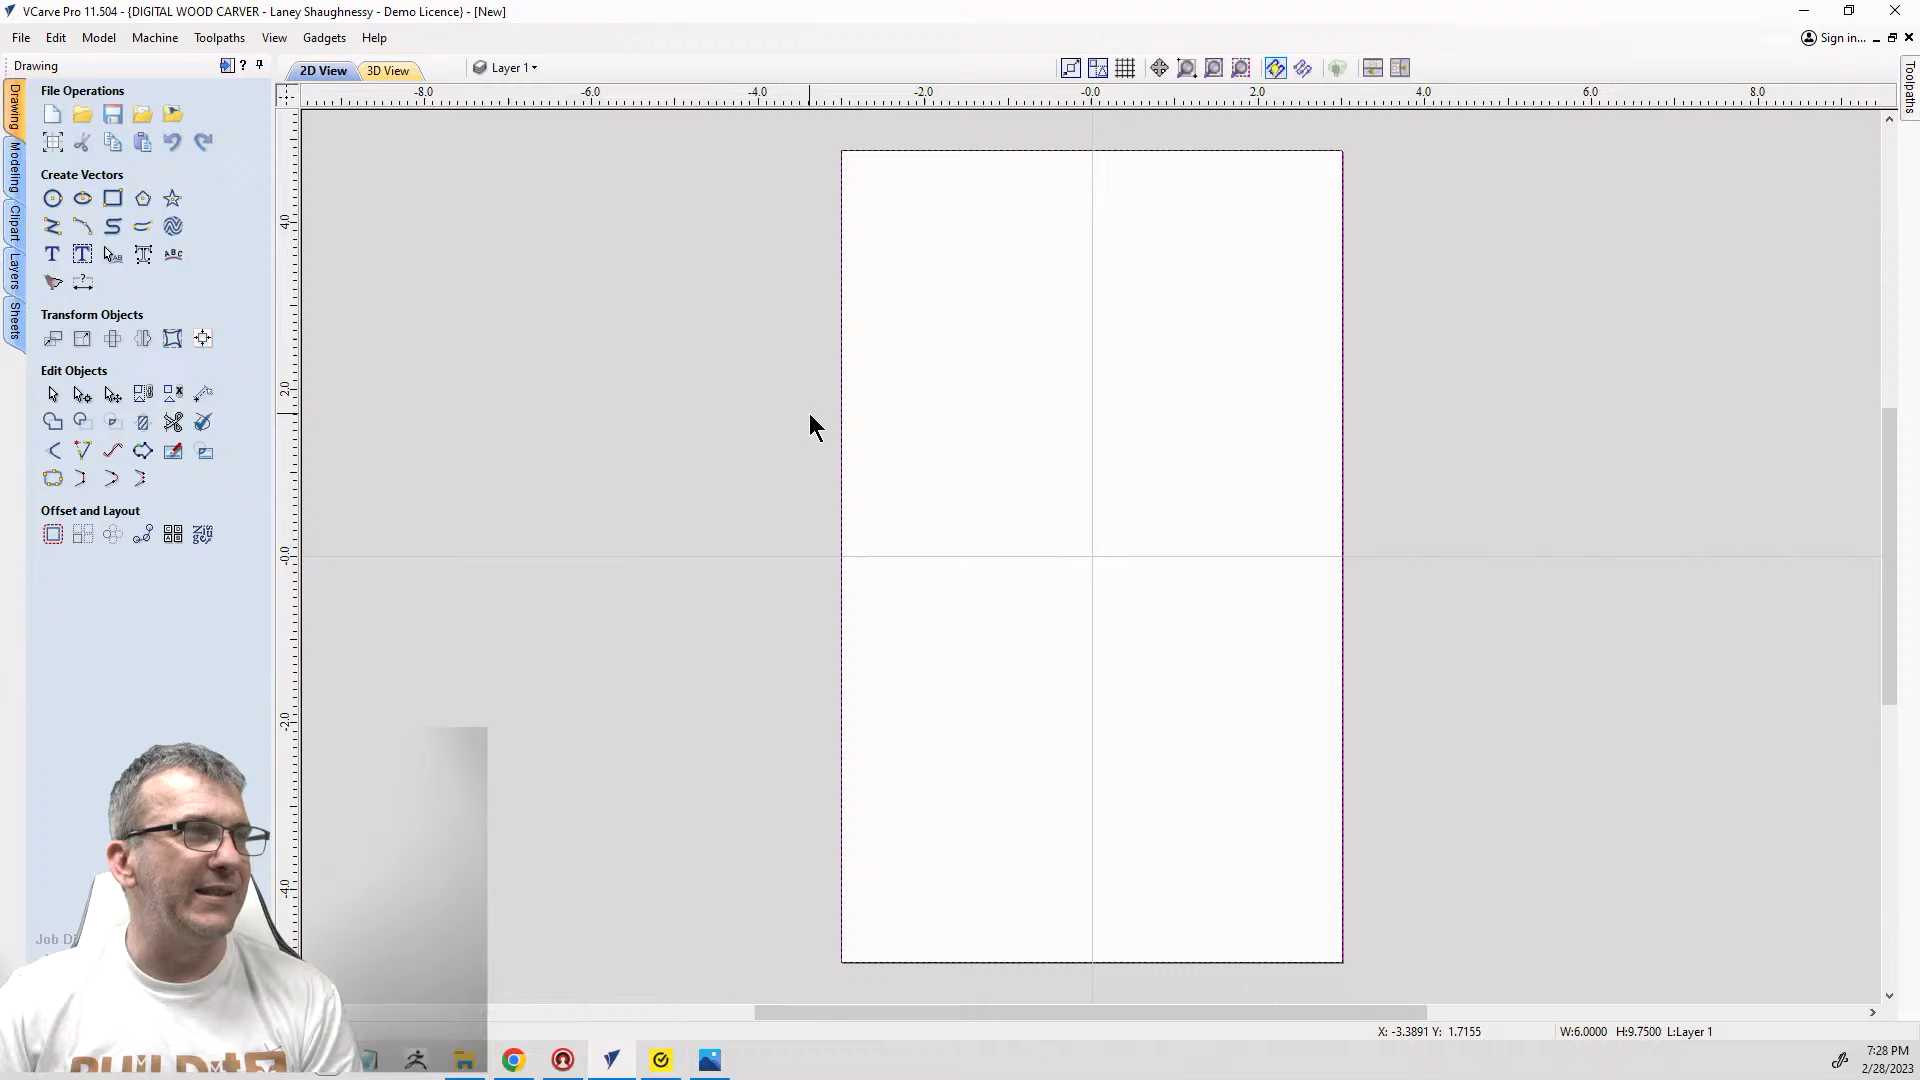 VCarve Pro 11.504 - {DIGITAL WOOD CARVER - Laney Shaughnessy - Demo Licence} - [New]
File Edit Model Machine Toolpaths View Gadgets Help
Sign in...
Drawing
2D View 3D View Layer 1
Toolpaths
-8.0 -6.0 -4.0 -2.0 -0.0 2.0 4.0 6.0 8.0
4.0
2.0
-0.0
-2.0
-4.0
Drawing
Modeling
Clipart
Layers
Sheets
File Operations
Create Vectors
Transform Objects
Edit Objects
Offset and Layout
X: -3.3891 Y: 1.7155
W:6.0000 H:9.7500 L:Layer 1
7:28 PM
2/28/2023